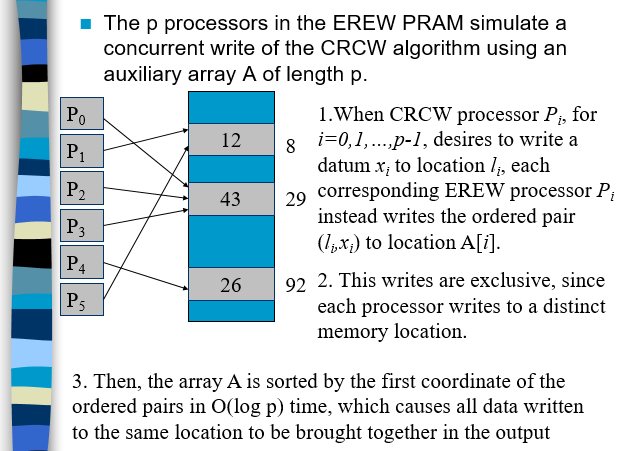 The p processors in the EREW PRAM simulate a
concurrent write of the CRCW algorithm using an
auxiliary array A of length p.
P0
P1
P2
P3
P4
P5
12
43
26
8
29
92
1.When CRCW processor Pi, for
i=0,1,...,p-1, desires to write a
datum xi to location li, each
corresponding EREW processor Pi
instead writes the ordered pair
(li,xi) to location A[i].
2. This writes are exclusive, since
each processor writes to a distinct
memory location.
3. Then, the array A is sorted by the first coordinate of the
ordered pairs in O(log p) time, which causes all data written
to the same location to be brought together in the output